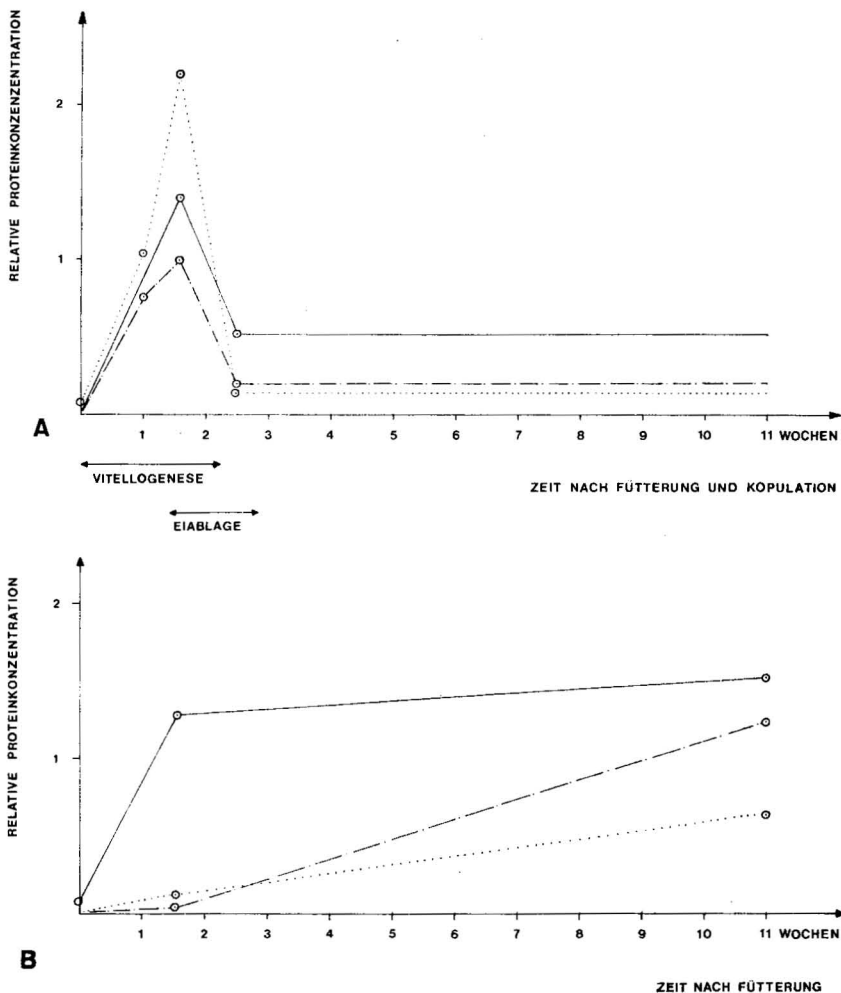 RELATIVE PROTEINKONZENZENTRATION
2
1
A
1 2 3 4 5 6 7 8 9 10 11 WOCHEN
VITELLOGENESE
ZEIT NACH FÜTTERUNG UND KOPULATION
EIABLAGE
RELATIVE PROTEINKONZENTRATION
2
1
1 2 3 4 5 6 7 8 9 10 11 WOCHEN
B
ZEIT NACH FÜTTERUNG